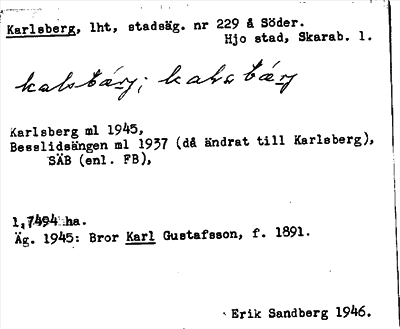 Karlsberg, lht, stadsäg. nr 229 å Söder.
Hjo stad, Skarab. l.
Karlsberg ml 1945,
Besslidsängen ml 1937 (då ändrat till Karlsberg),
SÄB (enl. FB),
1,7494 ha.
Äg. 1945: Bror Karl Gustafsson, f. 1891.
Erik Sandberg 1946.